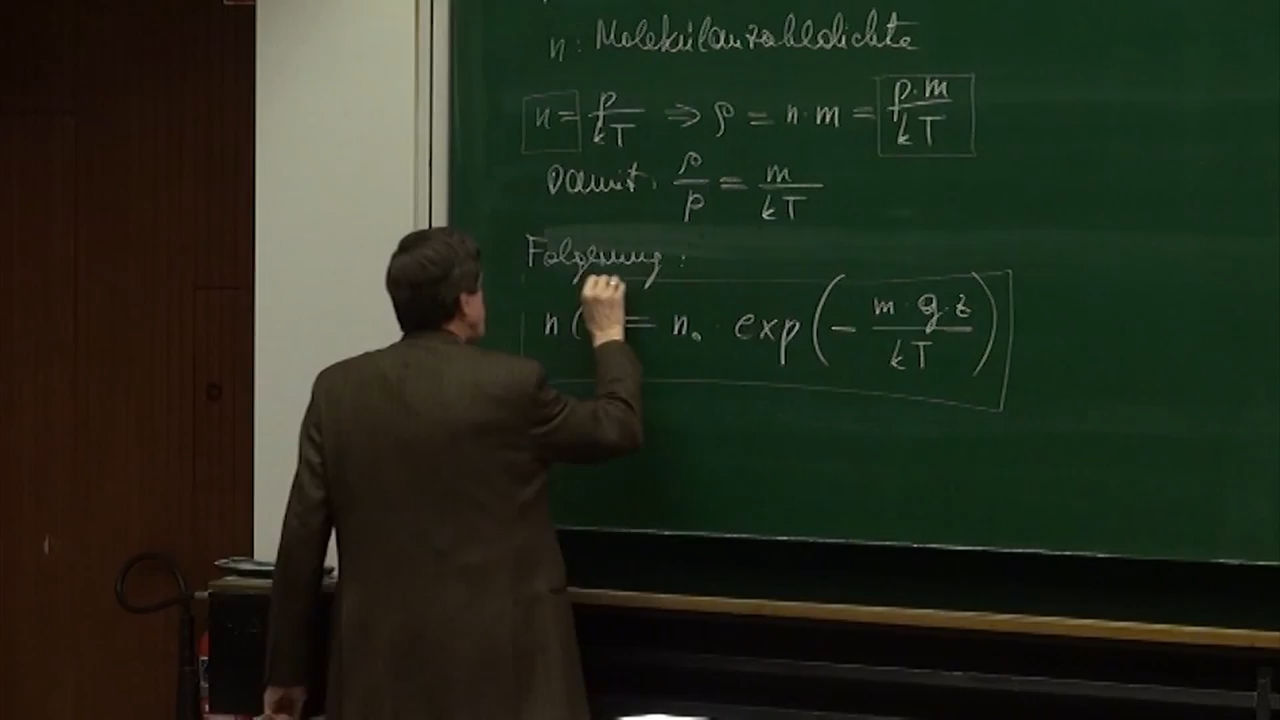 n: Molekülanzahldichte
n = p/kT ⇒ ρ = n·m = p·m/kT
Damit: ρ/p = m/kT
Folgerung:
n( = n₀ · exp(− m·g·z/kT)